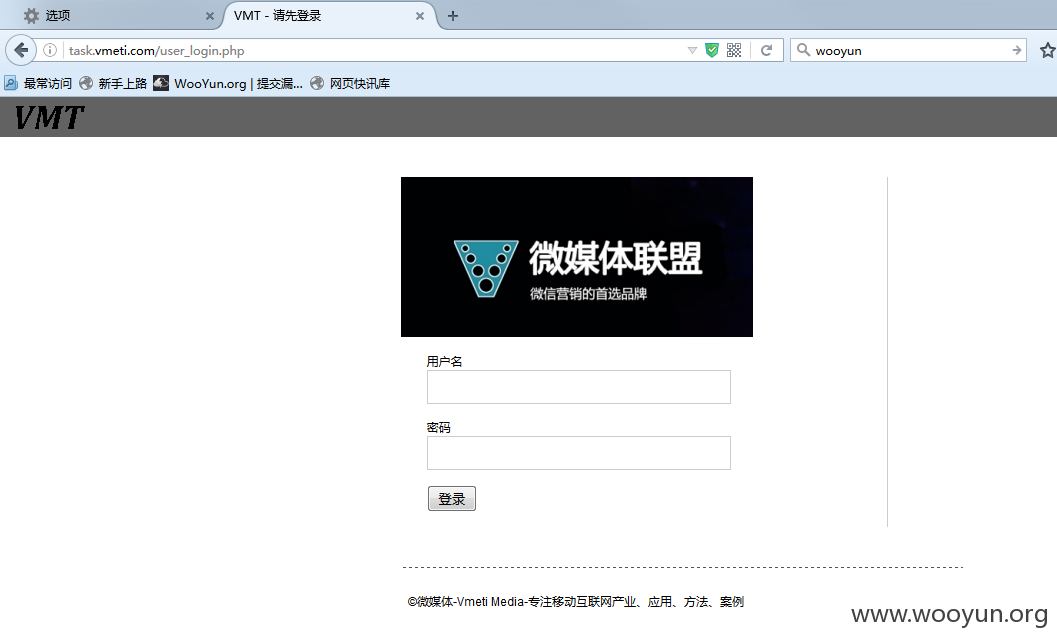 选项
VMT - 请先登录
task.vmeti.com/user_login.php
wooyun
最常访问 新手上路 WooYun.org | 提交漏... 网页快讯库
VMT
微媒体联盟
微信营销的首选品牌
用户名
密码
登录
©微媒体-Vmeti Media-专注移动互联网产业、应用、方法、案例
www.wooyun.org